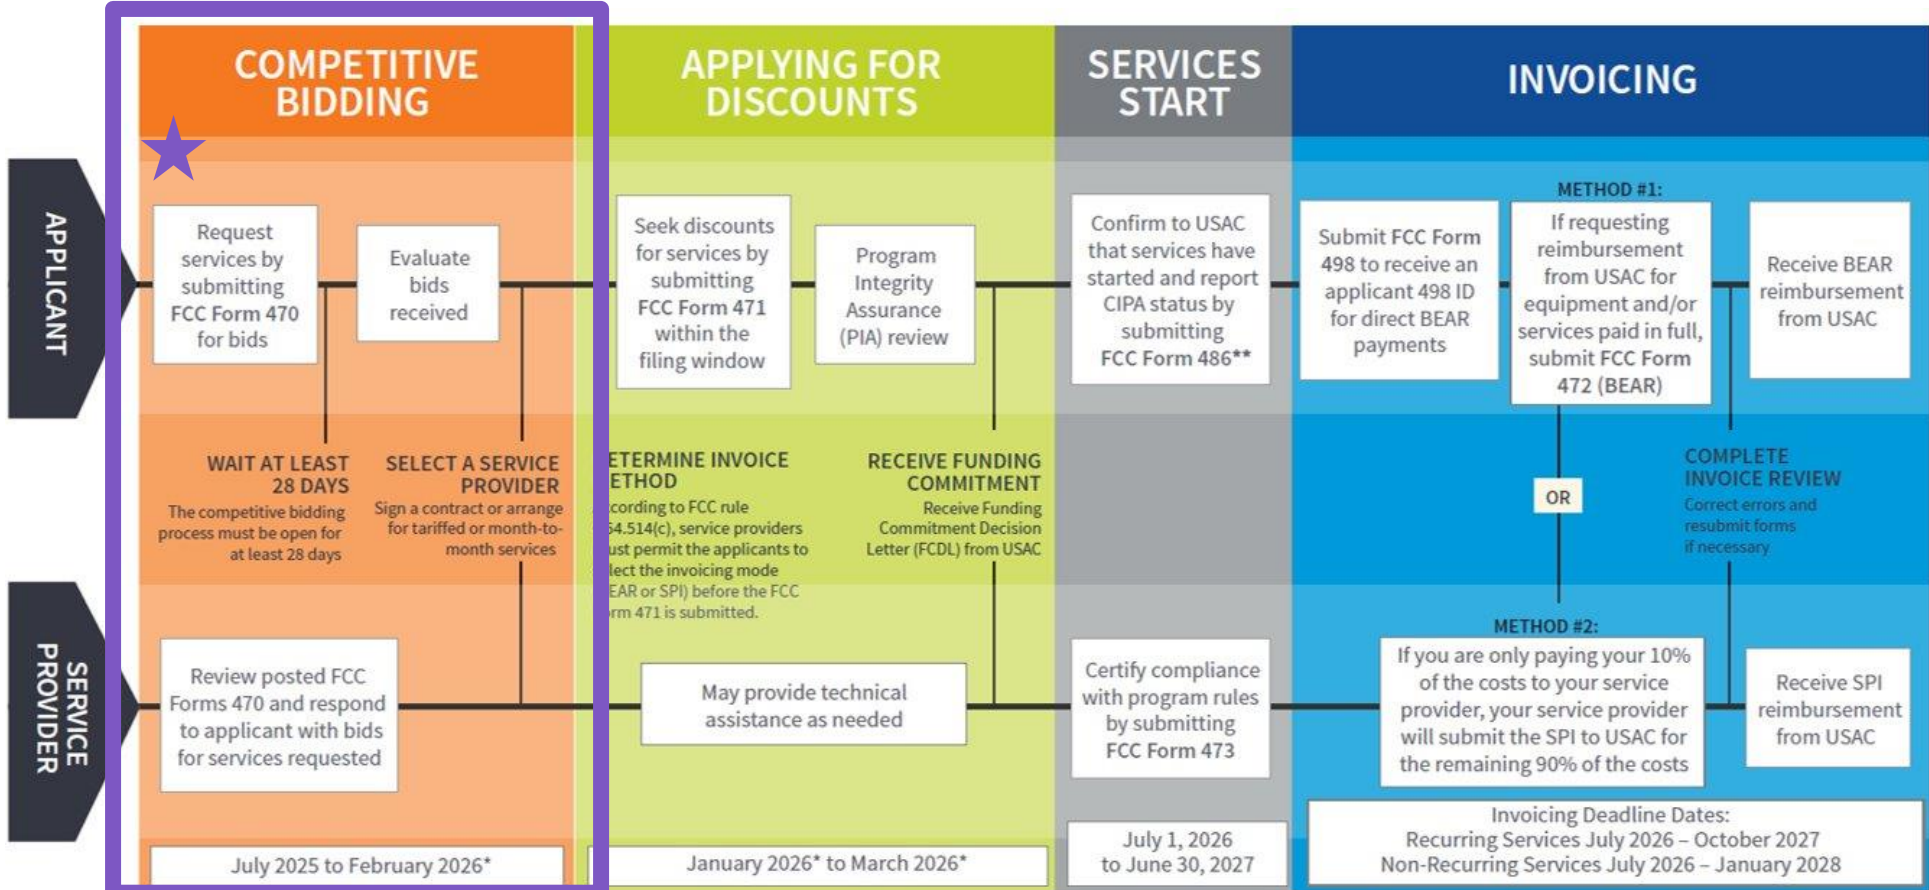 COMPETITIVE
BIDDING
APPLYING FOR
DISCOUNTS
SERVICES
START
INVOICING
APPLICANT
Request
services by
submitting
FCC Form 470
for bids
Evaluate
bids
received
Seek discounts
for services by
submitting
FCC Form 471
within the
filing window
Program
Integrity
Assurance
(PIA) review
Confirm to USAC
that services have
started and report
CIPA status by
submitting
FCC Form 486**
Submit FCC Form
498 to receive an
applicant 498 ID
for direct BEAR
payments
METHOD #1:
If requesting
reimbursement
from USAC for
equipment and/or
services paid in full,
submit FCC Form
472 (BEAR)
Receive BEAR
reimbursement
from USAC
WAIT AT LEAST
28 DAYS
The competitive bidding
process must be open for
at least 28 days
SELECT A SERVICE
PROVIDER
Sign a contract or arrange
for tariffed or month-to-
month services
ETERMINE INVOICE
ETHOD
cording to FCC rule
54.514(c), service providers
ust permit the applicants to
lect the invoicing mode
EAR or SPI) before the FCC
rm 471 is submitted.
RECEIVE FUNDING
COMMITMENT
Receive Funding
Commitment Decision
Letter (FCDL) from USAC
OR
COMPLETE
INVOICE REVIEW
Correct errors and
resubmit forms
if necessary
SERVICE
PROVIDER
Review posted FCC
Forms 470 and respond
to applicant with bids
for services requested
May provide technical
assistance as needed
Certify compliance
with program rules
by submitting
FCC Form 473
METHOD #2:
If you are only paying your 10%
of the costs to your service
provider, your service provider
will submit the SPI to USAC for
the remaining 90% of the costs
Receive SPI
reimbursement
from USAC
July 2025 to February 2026*
January 2026* to March 2026*
July 1, 2026
to June 30, 2027
Invoicing Deadline Dates:
Recurring Services July 2026 – October 2027
Non-Recurring Services July 2026 – January 2028